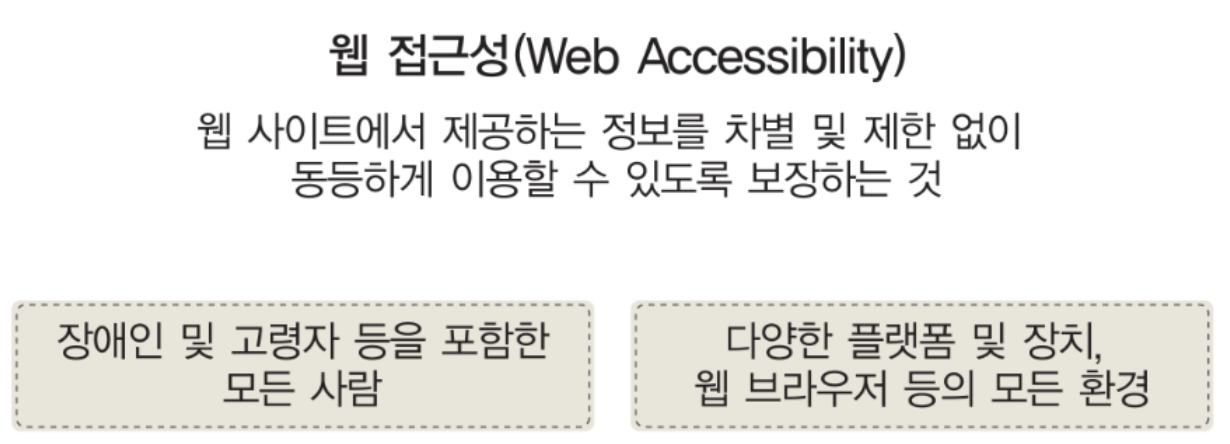 웹 접근성(Web Accessibility)
웹 사이트에서 제공하는 정보를 차별 및 제한 없이
동등하게 이용할 수 있도록 보장하는 것
장애인 및 고령자 등을 포함한
모든 사람
다양한 플랫폼 및 장치,
웹 브라우저 등의 모든 환경